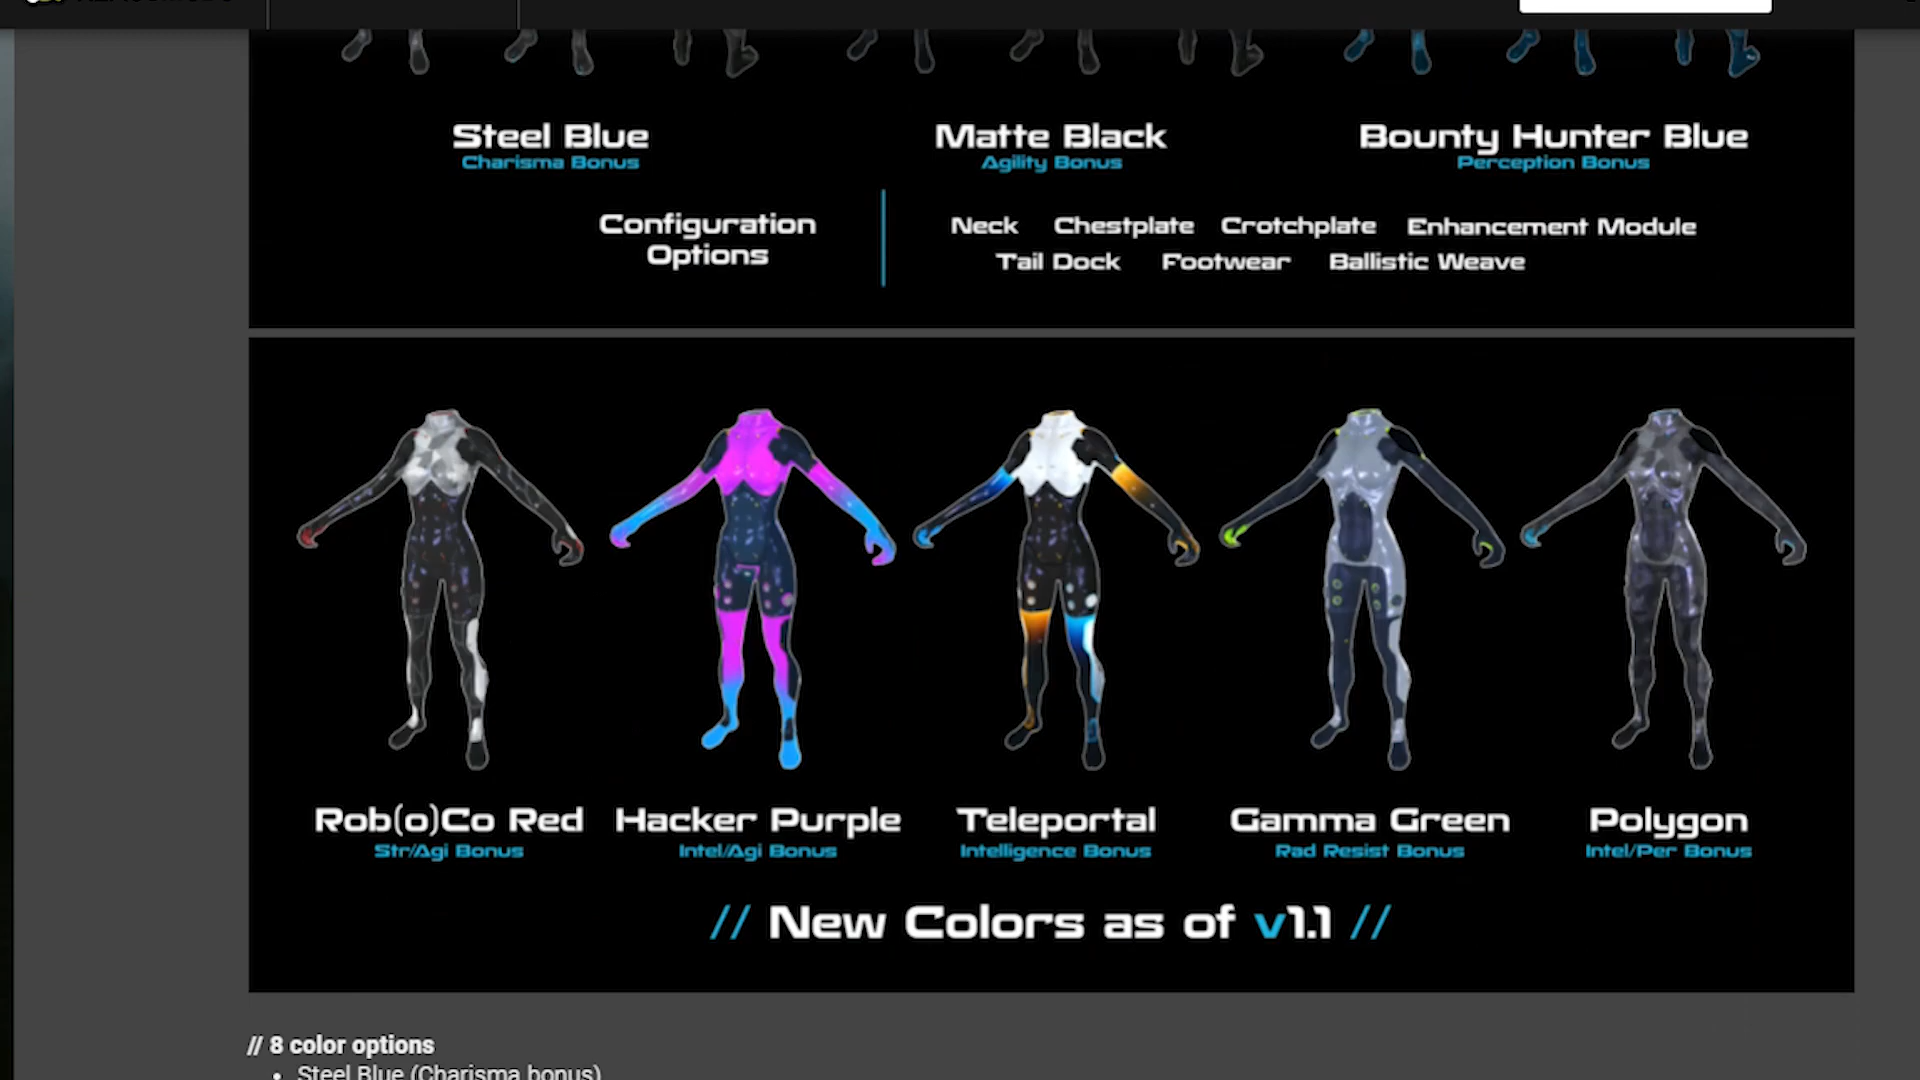 Steel Blue Matte Black Bounty Hunter Blue
Charisma Bonus Agility Bonus Perception Bonus
Configuration Options
Neck Chestplate Crotchplate Enhancement Module
Tail Dock Footwear Ballistic Weave
Rob(o)Co Red Hacker Purple Teleportal Gamma Green Polygon
Str/Agi Bonus Intel/Agi Bonus Intelligence Bonus Rad Resist Bonus Intel/Per Bonus
// New Colors as of v1.1 //
// 8 color options
• Steel Blue (Charisma bonus)